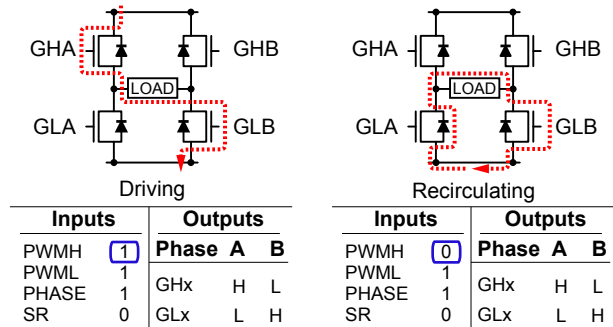 GHA
GHB
LOAD
GLA
GLB
Driving
Inputs Outputs
PWMH 1 Phase A B
PWML 1
PHASE 1 GHx H L
SR 0 GLx L H
GHA
GHB
LOAD
GLA
GLB
Recirculating
Inputs Outputs
PWMH 0 Phase A B
PWML 1
PHASE 1 GHx H L
SR 0 GLx L H